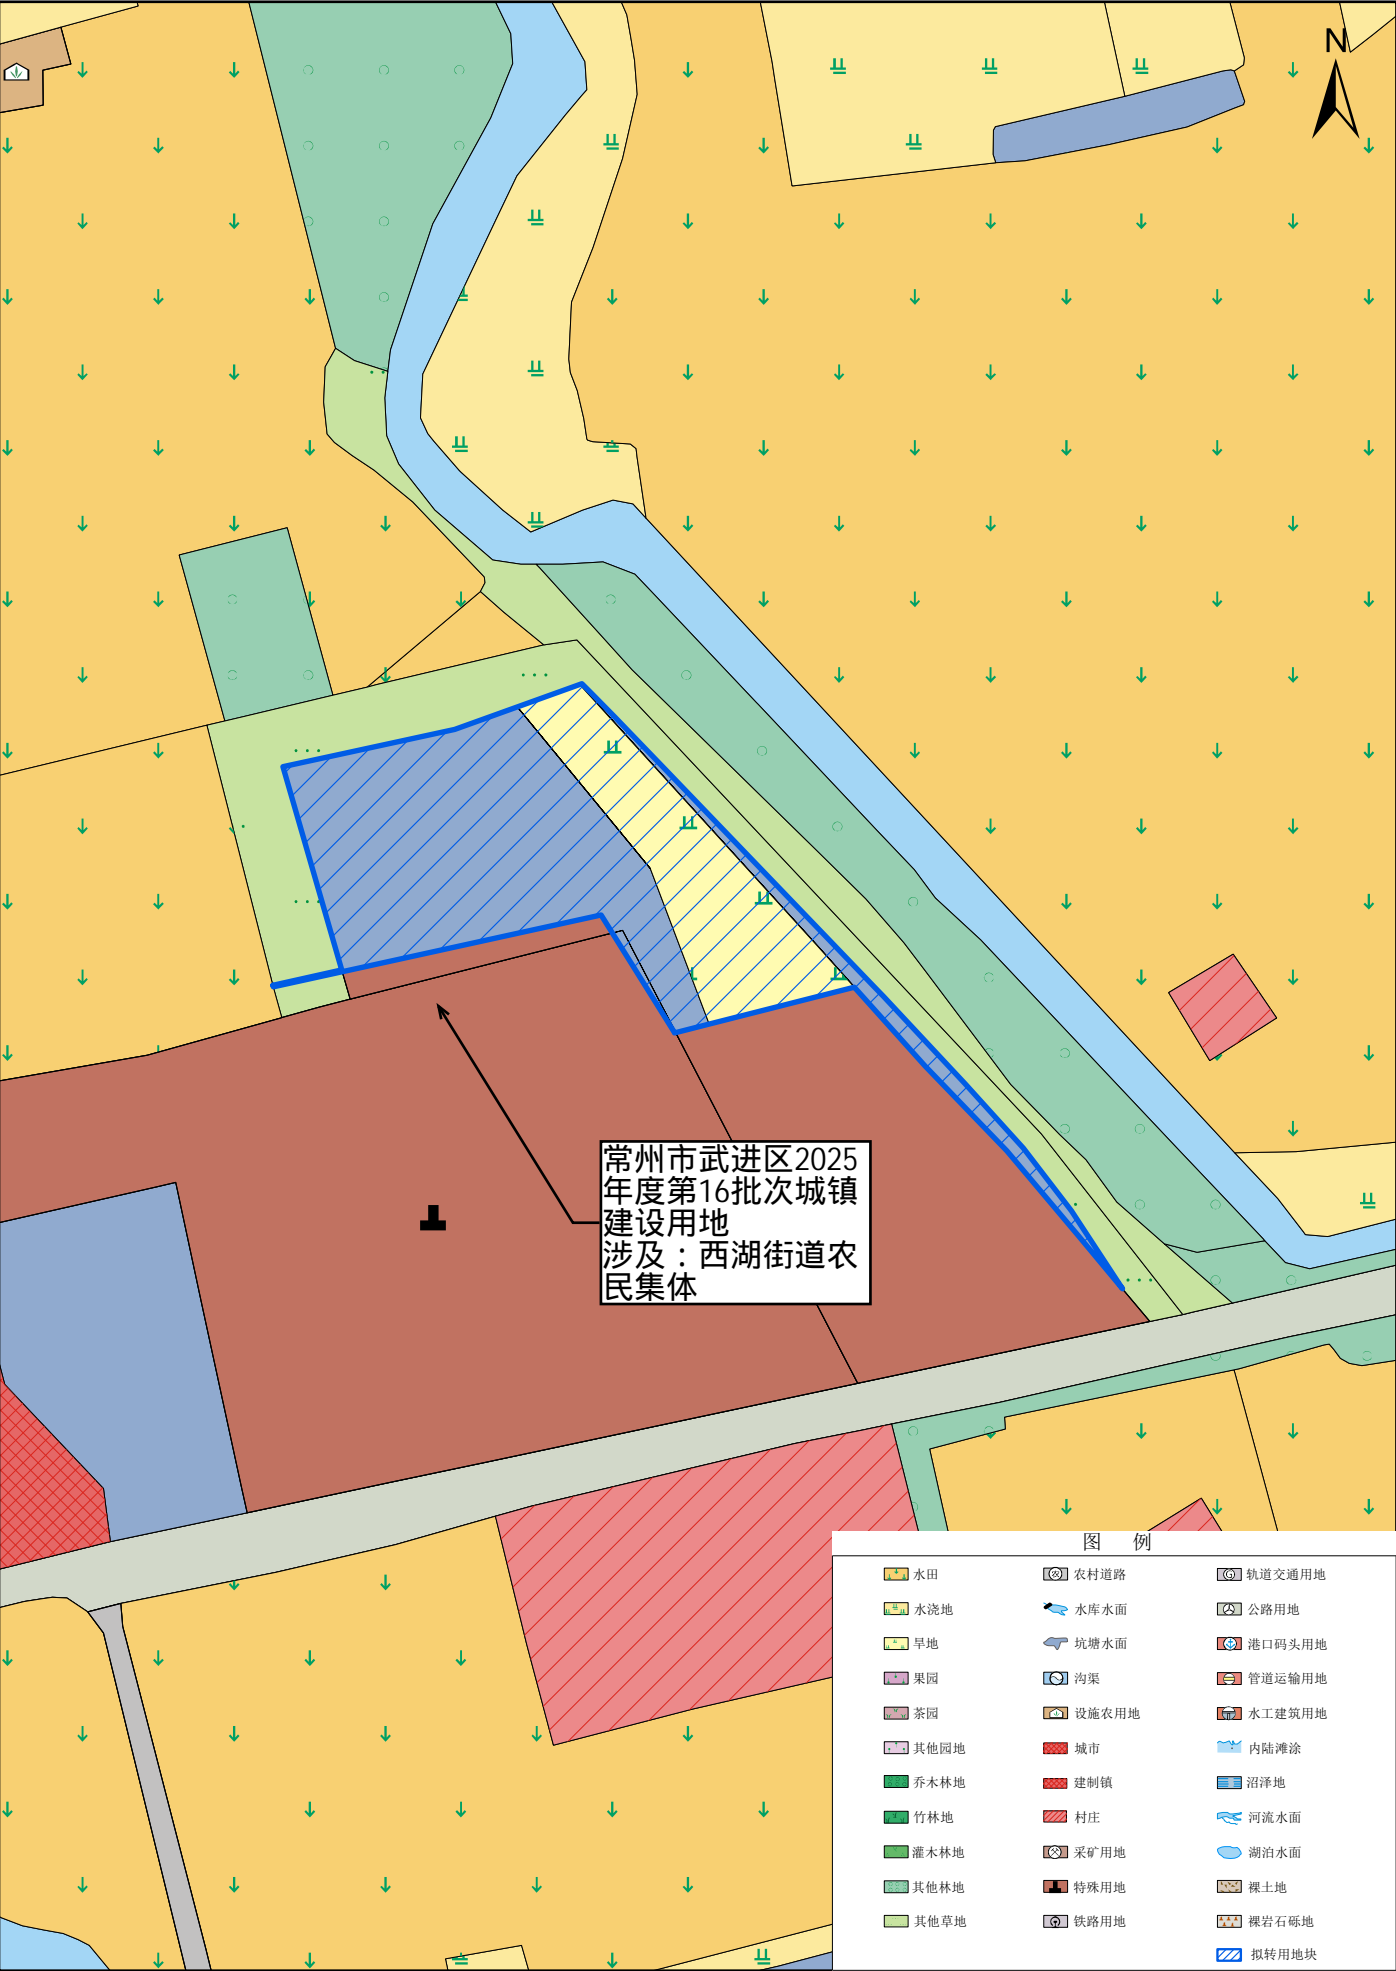 N
常州市武进区2025
年度第16批次城镇
建设用地
涉及：西湖街道农
民集体
图 例
水田 农村道路 轨道交通用地
水浇地 水库水面 公路用地
旱地 坑塘水面 港口码头用地
果园 沟渠 管道运输用地
茶园 设施农用地 水工建筑用地
其他园地 城市 内陆滩涂
乔木林地 建制镇 沼泽地
竹林地 村庄 河流水面
灌木林地 采矿用地 湖泊水面
其他林地 特殊用地 裸土地
其他草地 铁路用地 裸岩石砾地
拟转用地块